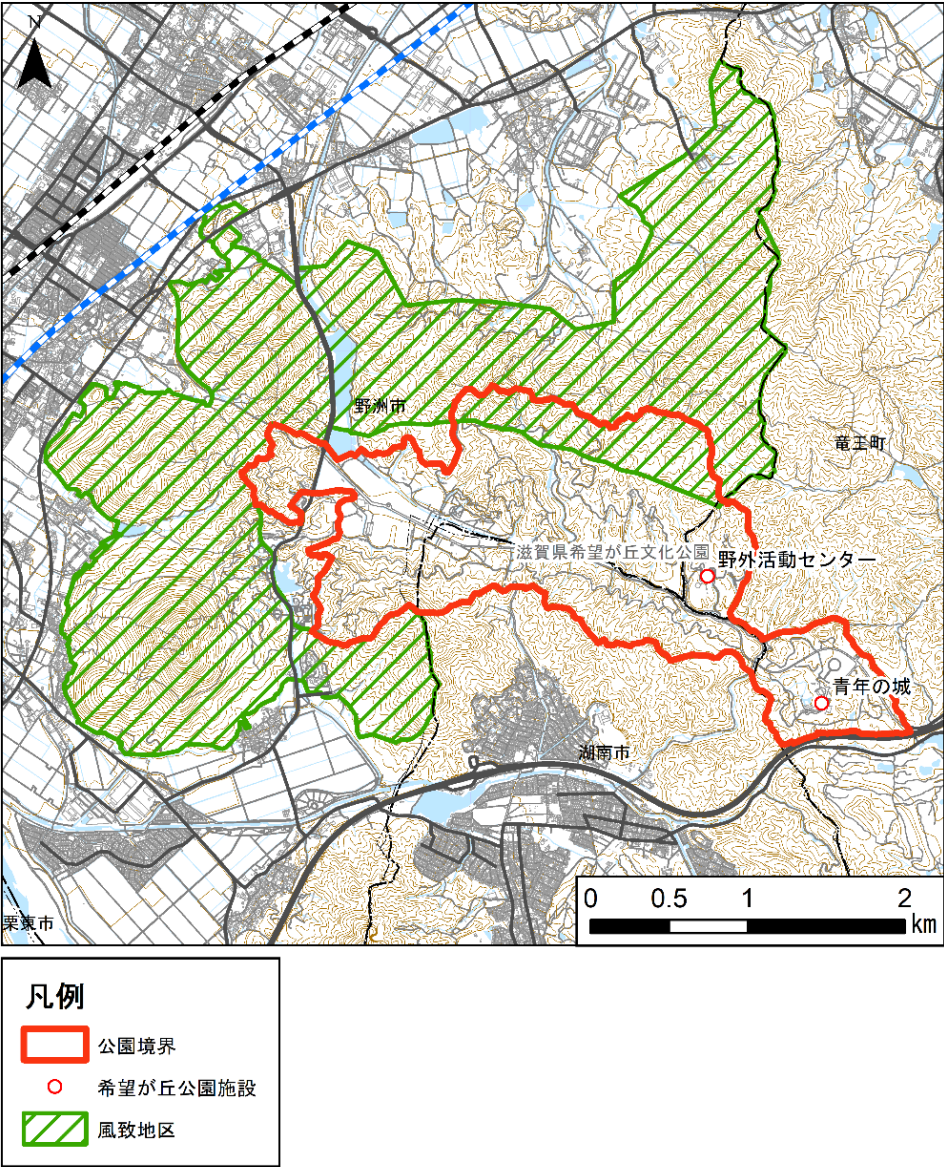 N
野洲市
竜王町
滋賀県希望が丘文化公園
野外活動センター
青年の城
湖南市
栗東市
0 0.5 1 2
km
凡例
公園境界
希望が丘公園施設
風致地区